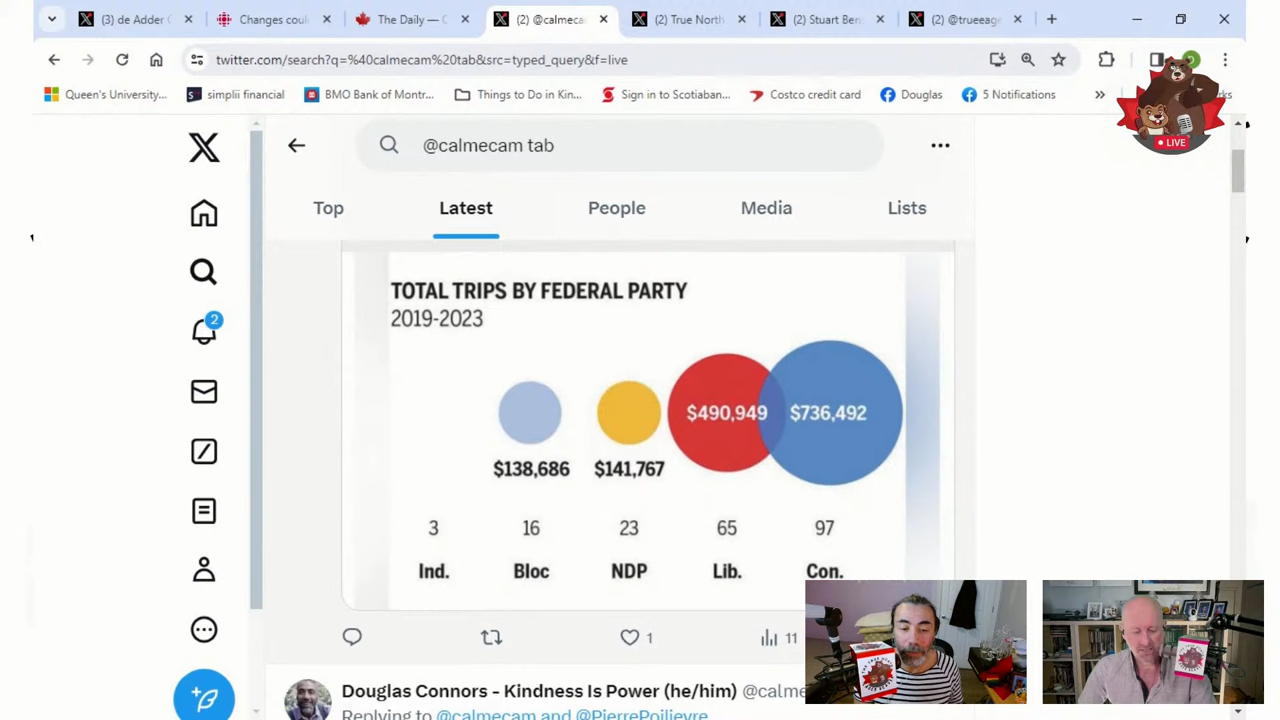 (3) de Adder C
Changes coul
The Daily — C
(2) @calmecam
(2) True North
(2) Stuart Ben
(2) @trueeag
twitter.com/search?q=%40calmecam%20tab&src=typed_query&f=live
Queen's University...
simplii financial
BMO Bank of Montr...
Things to Do in Kin...
Sign in to Scotiaban...
Costco credit card
Douglas
5 Notifications
»
LIVE
@calmecam tab
Top
Latest
People
Media
Lists
2
TOTAL TRIPS BY FEDERAL PARTY
2019-2023
$490,949
$736,492
$138,686
$141,767
3 16 23 65 97
Ind. Bloc NDP Lib. Con.
1
11
Douglas Connors - Kindness Is Power (he/him) @calme
Replying to @calmecam and @PierrePoilievre